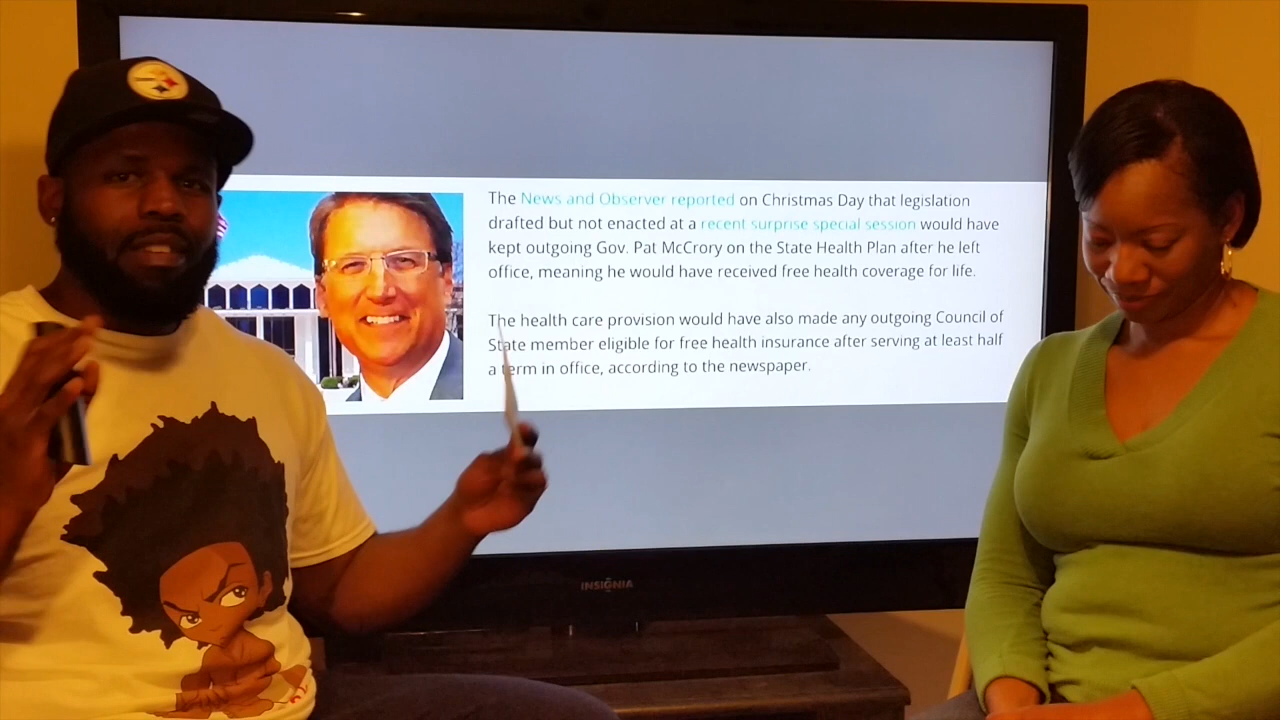 The News and Observer reported on Christmas Day that legislation
drafted but not enacted at a recent surprise special session would have
kept outgoing Gov. Pat McCrory on the State Health Plan after he left
office, meaning he would have received free health coverage for life.
The health care provision would have also made any outgoing Council of
State member eligible for free health insurance after serving at least half
a term in office, according to the newspaper.
INSIGNIA